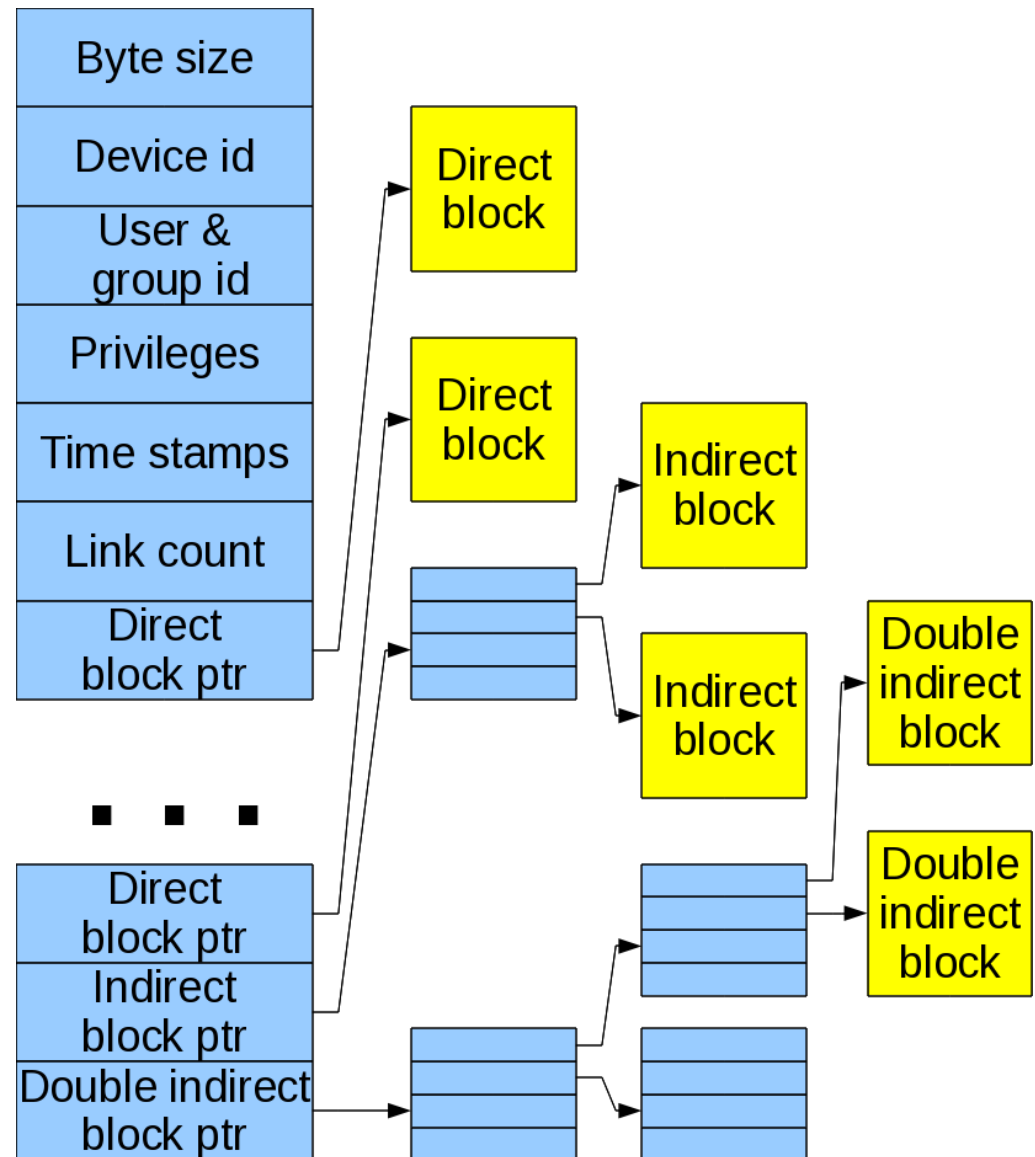 Byte size
Device id
User &
group id
Privileges
Time stamps
Link count
Direct
block ptr
. . .
Direct
block ptr
Indirect
block ptr
Double indirect
block ptr
Direct
block
Direct
block
Indirect
block
Indirect
block
Double
indirect
block
Double
indirect
block